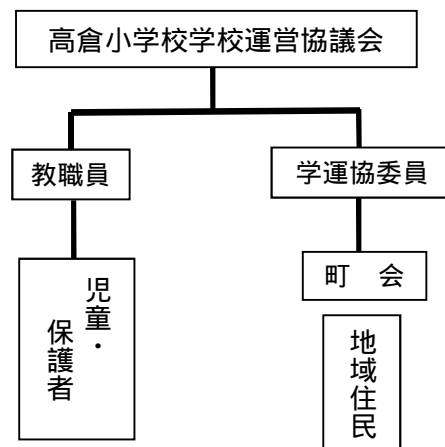 高倉小学校学校運営協議会
教職員
学運協委員
児童・
保護者
町　会
地域住民